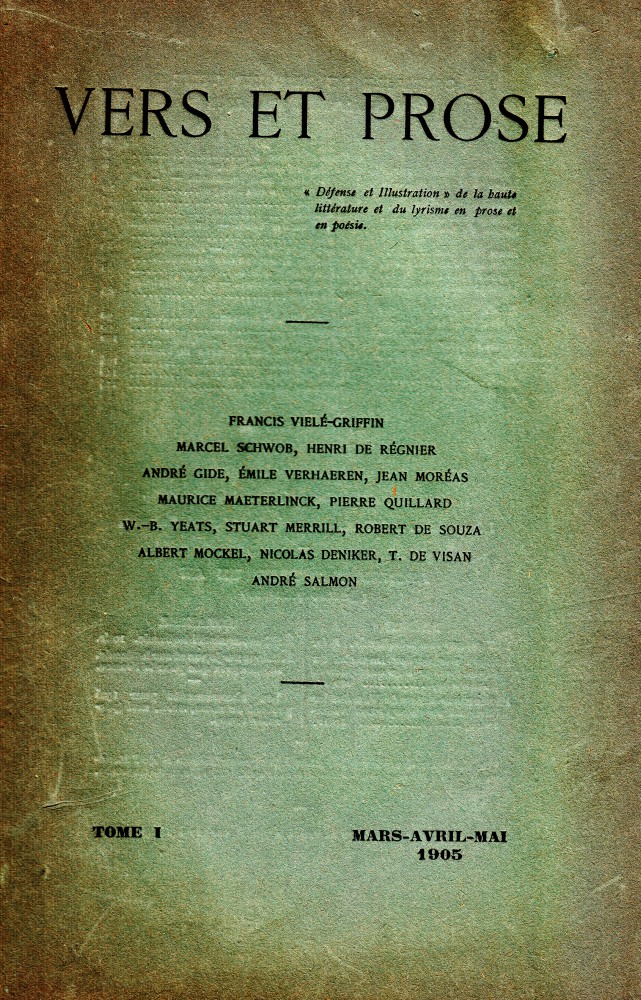 VERS ET PROSE
« Défense et Illustration » de la haute
littérature et du lyrisme en prose et
en poésie.
FRANCIS VIELÉ-GRIFFIN
MARCEL SCHWOB, HENRI DE RÉGNIER
ANDRÉ GIDE, ÉMILE VERHAEREN, JEAN MORÉAS
MAURICE MAETERLINCK, PIERRE QUILLARD
W.-B. YEATS, STUART MERRILL, ROBERT DE SOUZA
ALBERT MOCKEL, NICOLAS DENIKER, T. DE VISAN
ANDRÉ SALMON
TOME I
MARS-AVRIL-MAI
1905